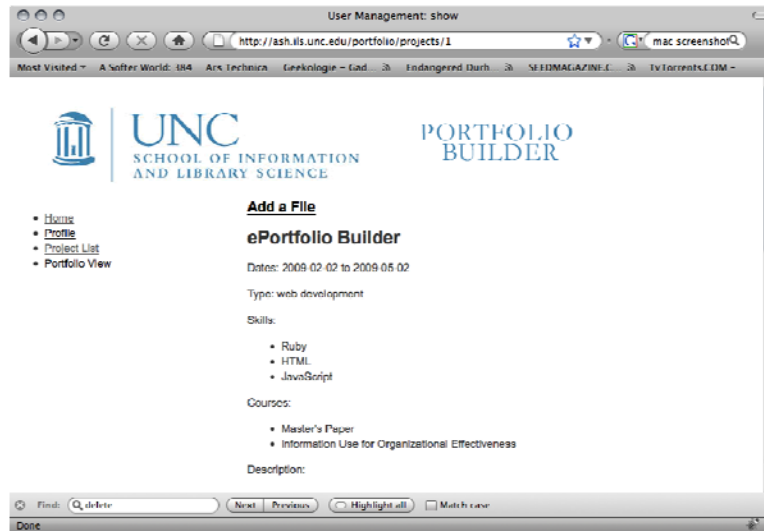 User Management: show
http://ash.ils.unc.edu/portfolio/projects/1
mac screenshot
Most Visited A Softer World: 384 Ars Technica Geekologie – Gad... Endangered Durh... SEEDMAGAZINE.C... TvTorrents.COM –
UNC
SCHOOL OF INFORMATION
AND LIBRARY SCIENCE
PORTFOLIO
BUILDER
Home
Profile
Project List
Portfolio View
Add a File
ePortfolio Builder
Dates: 2009-02-02 to 2009-05-02
Type: web development
Skills:
Ruby
HTML
JavaScript
Courses:
Master's Paper
Information Use for Organizational Effectiveness
Description:
Find: delete Next Previous Highlight all Match case
Done